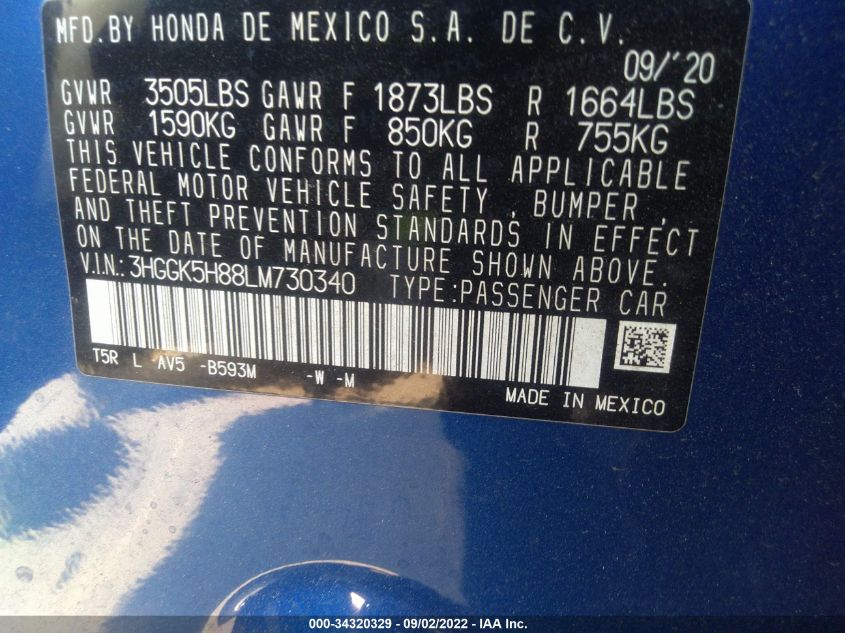 MFD.BY HONDA DE MEXICO S.A. DE C.V.
09/'20
GVWR 3505LBS GAWR F 1873LBS R 1664LBS
GVWR 1590KG GAWR F 850KG R 755KG
THIS VEHICLE CONFORMS TO ALL APPLICABLE
FEDERAL MOTOR VEHICLE SAFETY , BUMPER ,
AND THEFT PREVENTION STANDARDS IN EFFECT
ON THE DATE OF MANUFACTURE SHOWN ABOVE.
V.I.N.: 3HGGK5H88LM730340 TYPE:PASSENGER CAR
T5R L AV5 -B593M -W -M
MADE IN MEXICO
000-34320329 - 09/02/2022 - IAA Inc.